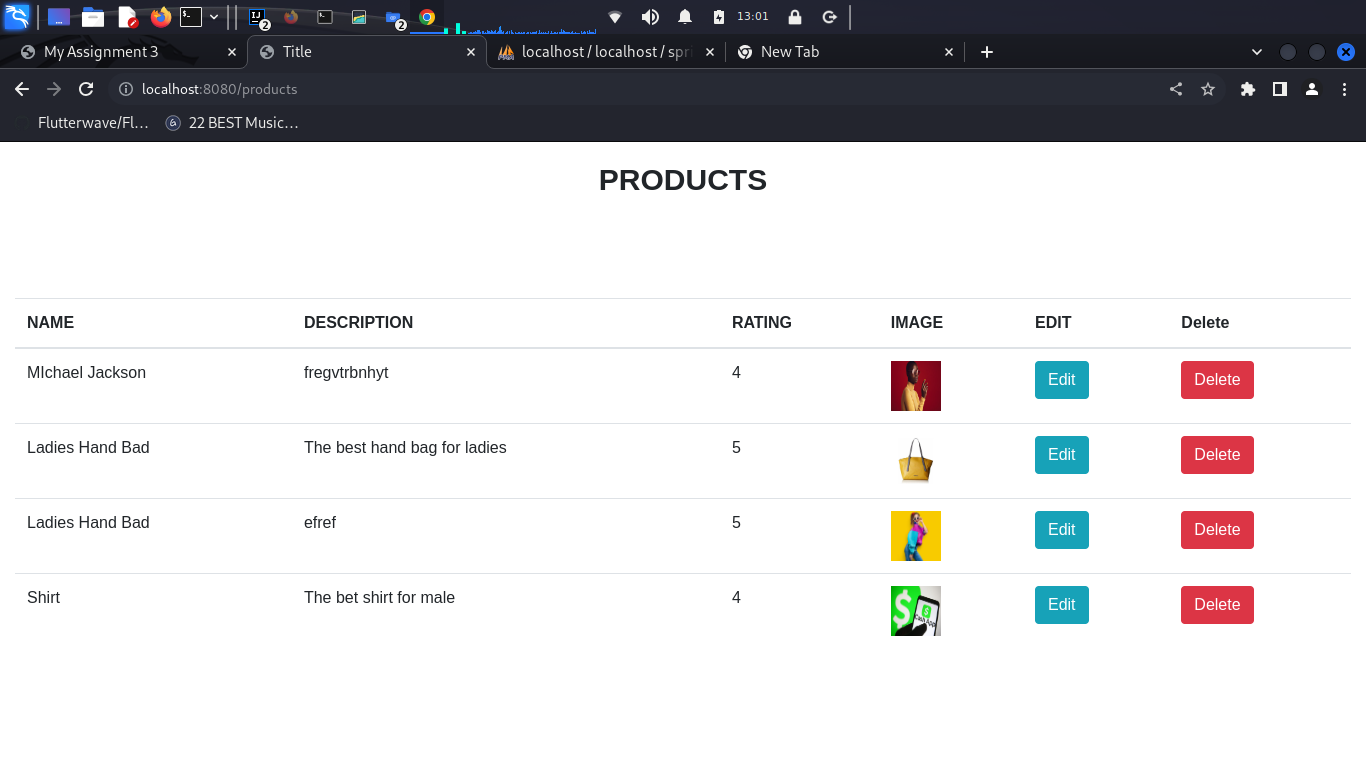 13:01
2
2
My Assignment 3
Title
localhost / localhost / spri
New Tab
localhost:8080/products
Flutterwave/Fl...
22 BEST Music...
PRODUCTS
NAME DESCRIPTION RATING IMAGE EDIT Delete
MIchael Jackson fregvtrbnhyt 4 Edit Delete
Ladies Hand Bad The best hand bag for ladies 5 Edit Delete
Ladies Hand Bad efref 5 Edit Delete
Shirt The bet shirt for male 4 Edit Delete
$ $ Cash App